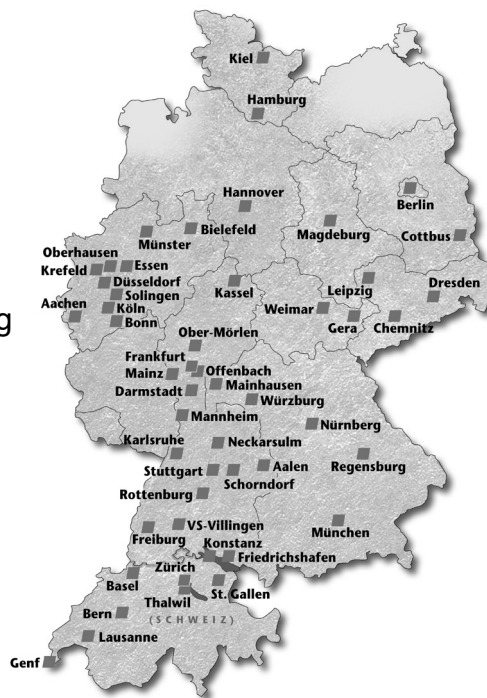 Kiel
Hamburg
Hannover
Berlin
Bielefeld
Magdeburg
Münster
Cottbus
Oberhausen
Essen
Krefeld
Düsseldorf
Kassel
Leipzig
Dresden
Solingen
Aachen
Köln
Weimar
g
Bonn
Gera
Chemnitz
Ober-Mörlen
Frankfurt
Offenbach
Mainz
Mainhausen
Darmstadt
Würzburg
Mannheim
Nürnberg
Karlsruhe
Neckarsulm
Stuttgart
Aalen
Regensburg
Schorndorf
Rottenburg
München
VS-Villingen
Freiburg
Konstanz
Friedrichshafen
Zürich
Basel
St. Gallen
Thalwil
Bern
(SCHWEIZ)
Lausanne
Genf